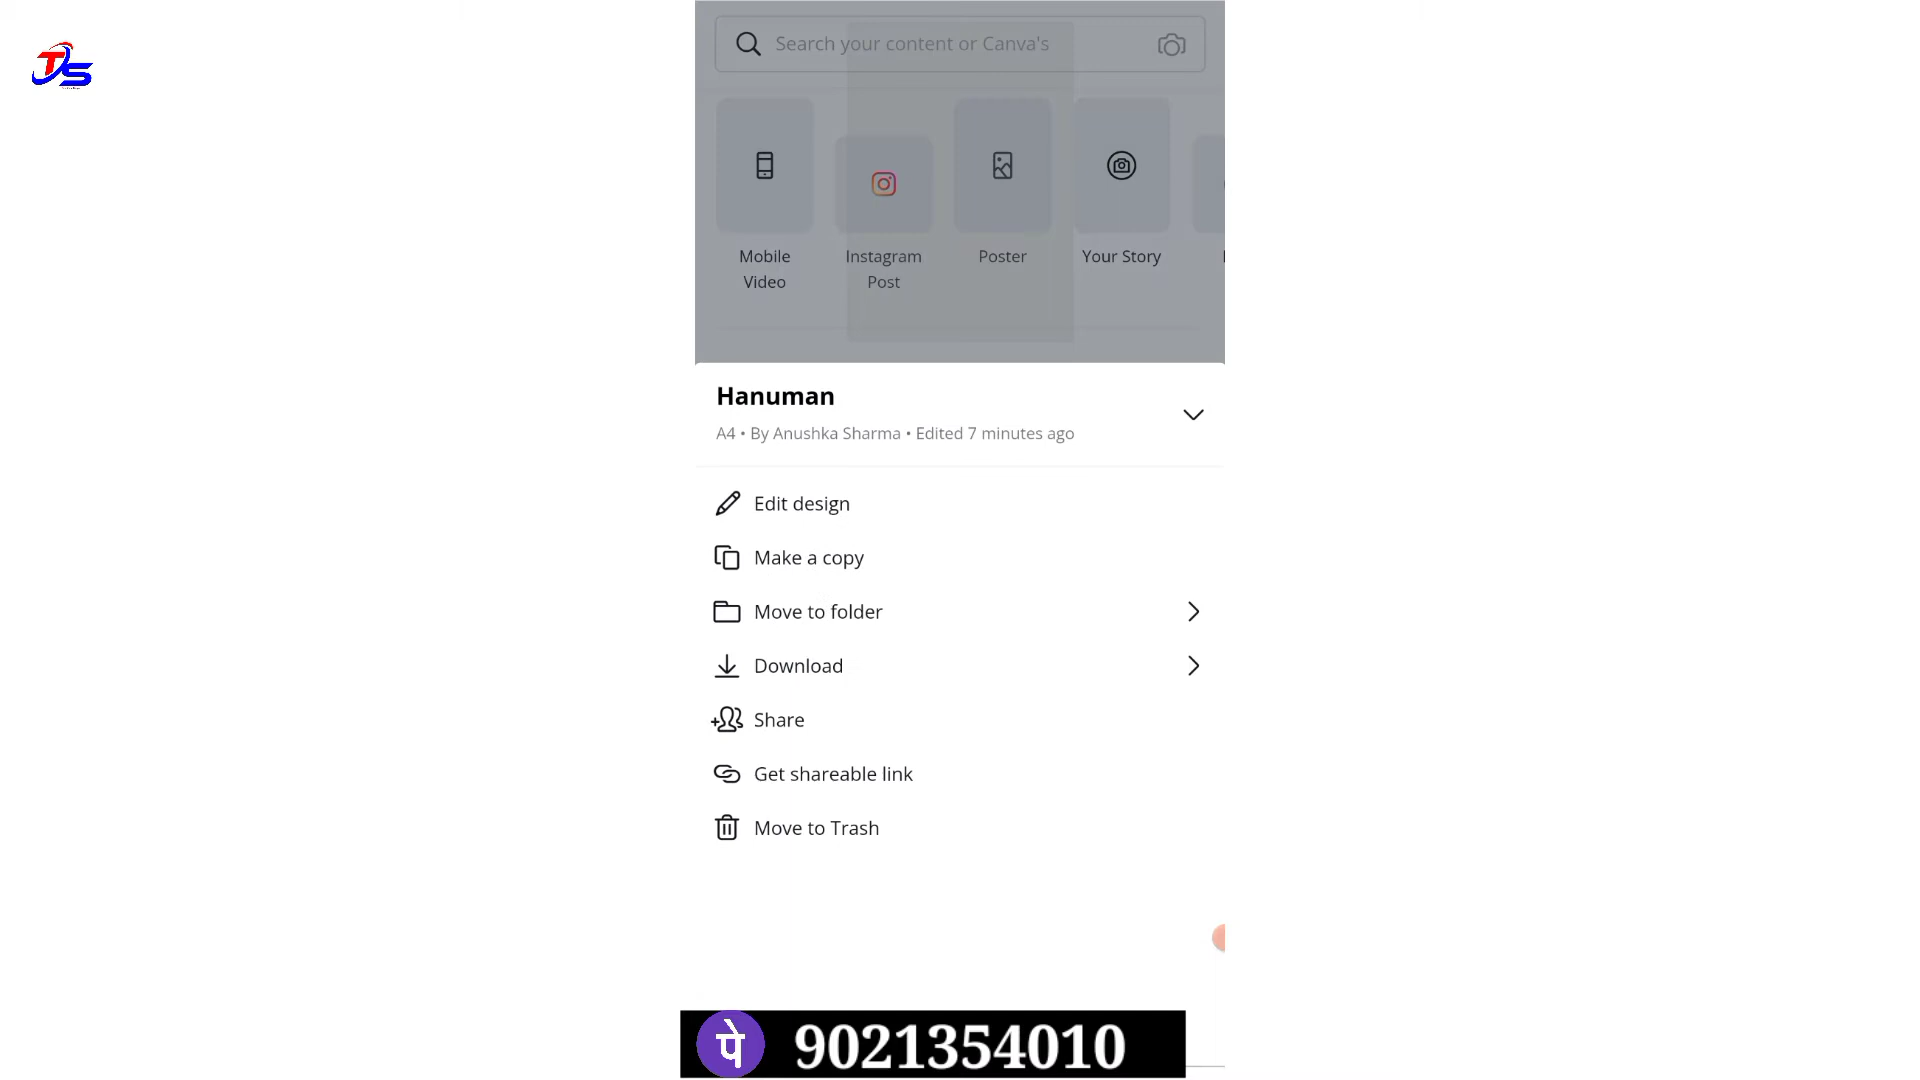 TS
Search your content or Canva's
Mobile
Video
Instagram
Post
Poster
Your Story
Hanuman
A4 • By Anushka Sharma • Edited 7 minutes ago
Edit design
Make a copy
Move to folder
Download
Share
Get shareable link
Move to Trash
पे 9021354010